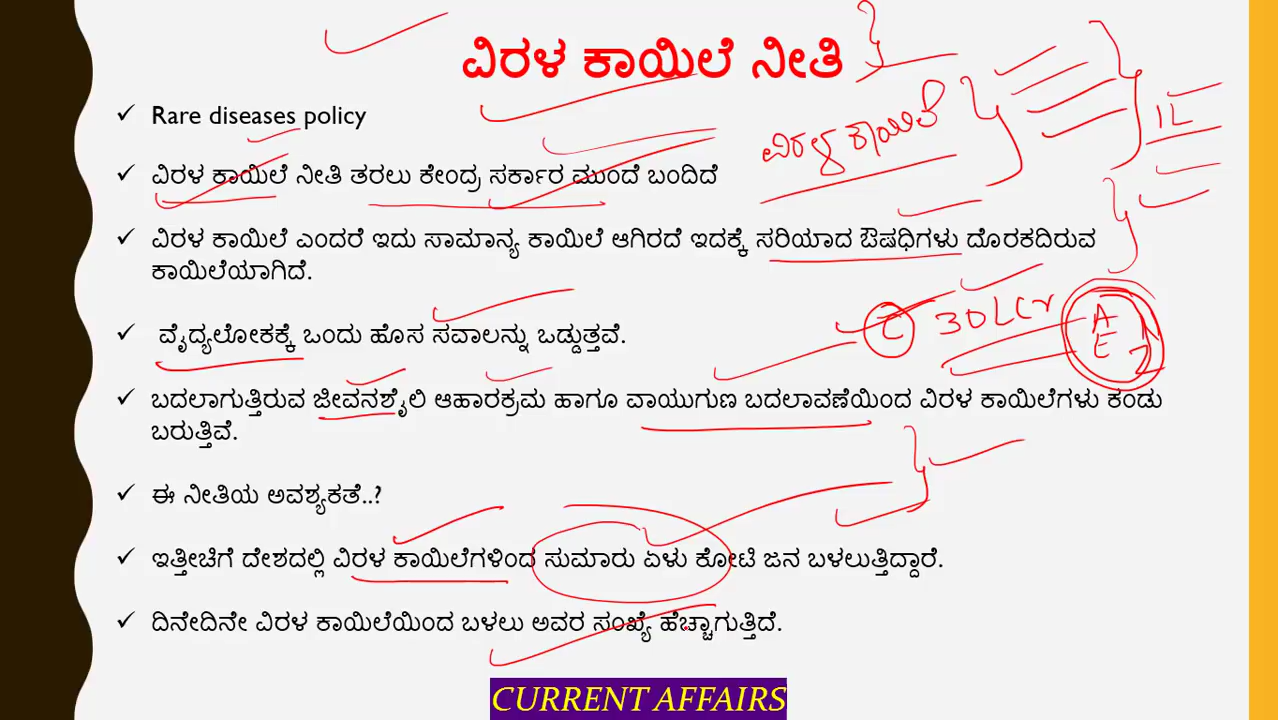 ವಿರಳ ಕಾಯಿಲೆ ನೀತಿ
Rare diseases policy
ವಿರಳ ಕಾಯಿಲೆ
1L
ವಿರಳ ಕಾಯಿಲೆ ನೀತಿ ತರಲು ಕೇಂದ್ರ ಸರ್ಕಾರ ಮುಂದೆ ಬಂದಿದೆ
ವಿರಳ ಕಾಯಿಲೆ ಎಂದರೆ ಇದು ಸಾಮಾನ್ಯ ಕಾಯಿಲೆ ಆಗಿರದೆ ಇದಕ್ಕೆ ಸರಿಯಾದ ಔಷಧಿಗಳು ದೊರಕದಿರುವ
ಕಾಯಿಲೆಯಾಗಿದೆ.
ವೈದ್ಯಲೋಕಕ್ಕೆ ಒಂದು ಹೊಸ ಸವಾಲನ್ನು ಒಡ್ಡುತ್ತವೆ.
ಬದಲಾಗುತ್ತಿರುವ ಜೀವನಶೈಲಿ ಆಹಾರಕ್ರಮ ಹಾಗೂ ವಾಯುಗುಣ ಬದಲಾವಣೆಯಿಂದ ವಿರಳ ಕಾಯಿಲೆಗಳು ಕಂಡು
ಬರುತ್ತಿವೆ.
ಈ ನೀತಿಯ ಅವಶ್ಯಕತೆ..?
ಇತ್ತೀಚಿಗೆ ದೇಶದಲ್ಲಿ ವಿರಳ ಕಾಯಿಲೆಗಳಿಂದ ಸುಮಾರು ಏಳು ಕೋಟಿ ಜನ ಬಳಲುತ್ತಿದ್ದಾರೆ.
ದಿನೇದಿನೇ ವಿರಳ ಕಾಯಿಲೆಯಿಂದ ಬಳಲು ಅವರ ಸಂಖ್ಯೆ ಹೆಚ್ಚಾಗುತ್ತಿದೆ.
CURRENT AFFAIRS